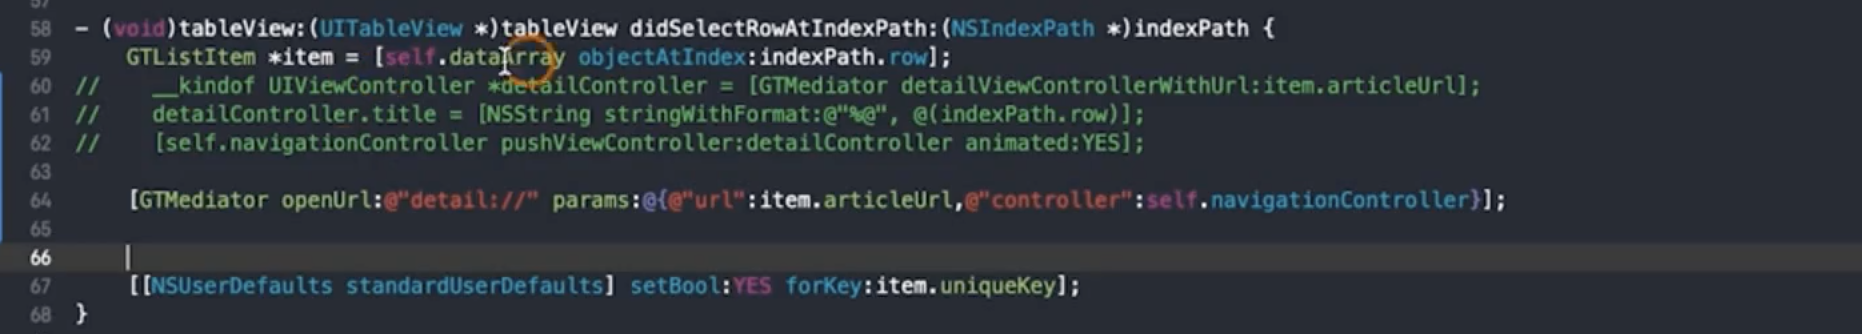 57
58 - (void)tableView:(UITableView *)tableView didSelectRowAtIndexPath:(NSIndexPath *)indexPath {
59     GTListItem *item = [self.dataArray objectAtIndex:indexPath.row];
60 //    __kindof UIViewController *detailController = [GTMediator detailViewControllerWithUrl:item.articleUrl];
61 //    detailController.title = [NSString stringWithFormat:@"%@", @(indexPath.row)];
62 //    [self.navigationController pushViewController:detailController animated:YES];
63
64     [GTMediator openUrl:@"detail://" params:@{@"url":item.articleUrl,@"controller":self.navigationController}];
65
66
67     [[NSUserDefaults standardUserDefaults] setBool:YES forKey:item.uniqueKey];
68 }